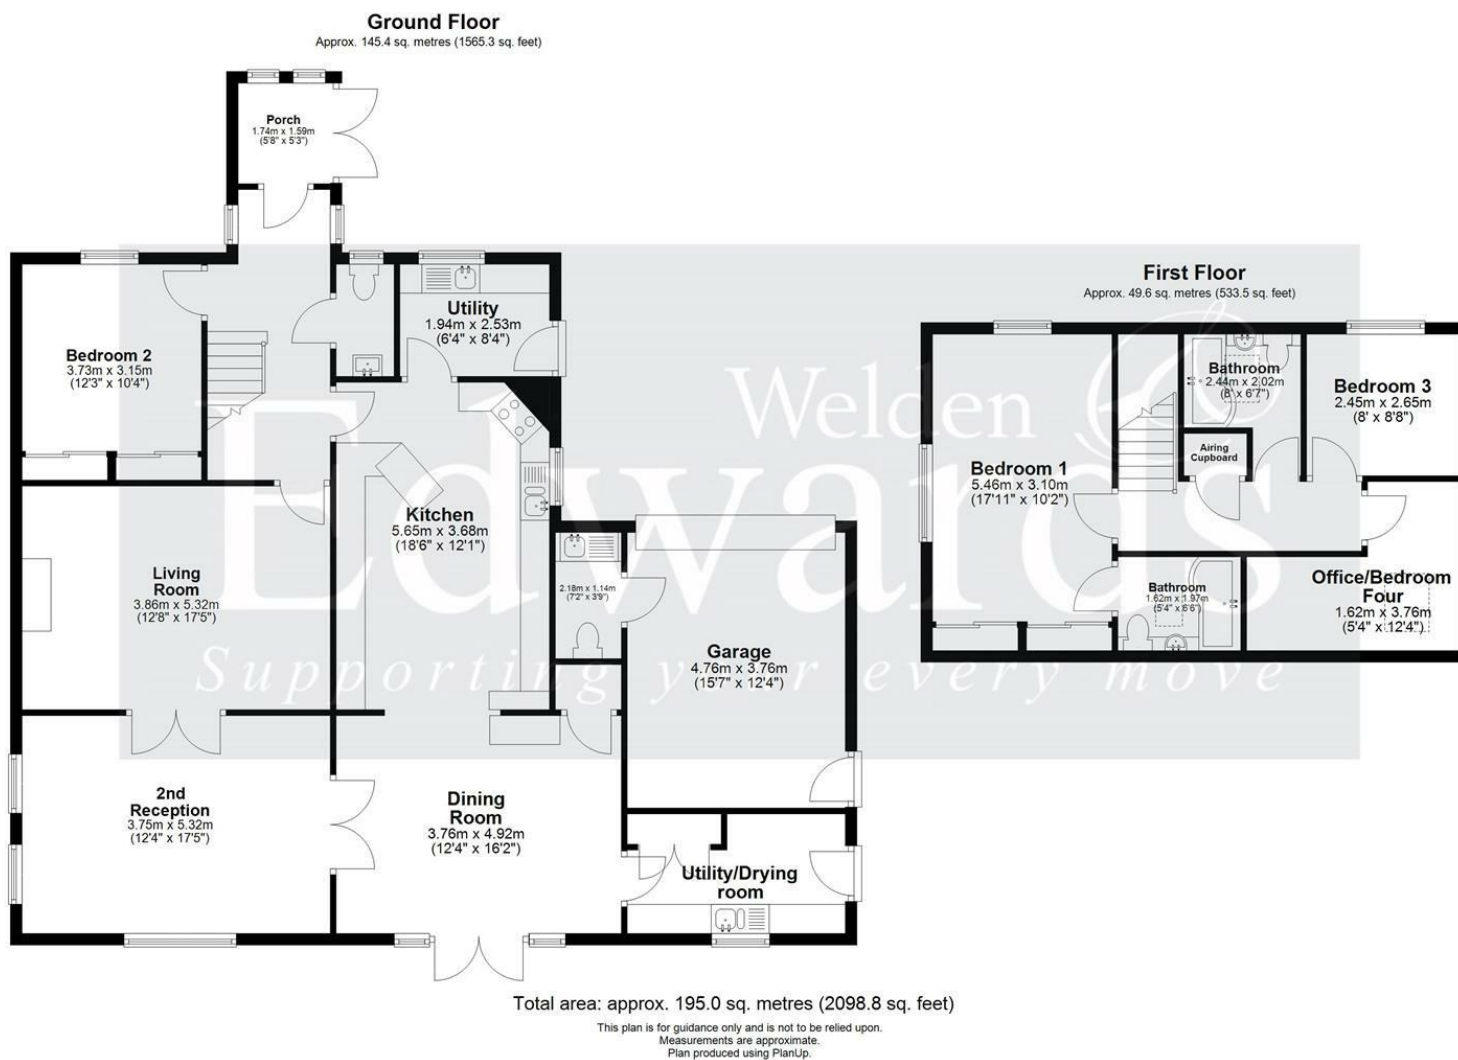 Ground Floor
Approx. 145.4 sq. metres (1565.3 sq. feet)
Porch
1.74m x 1.59m
(5'8" x 5'3")
Bedroom 2
3.73m x 3.15m
(12'3" x 10'4")
Utility
1.94m x 2.53m
(6'4" x 8'4")
Kitchen
5.65m x 3.68m
(18'6" x 12'1")
Living
Room
3.86m x 5.32m
(12'8" x 17'5")
2.18m x 1.14m
(7'2" x 3'9")
Garage
4.76m x 3.76m
(15'7" x 12'4")
2nd
Reception
3.75m x 5.32m
(12'4" x 17'5")
Dining
Room
3.76m x 4.92m
(12'4" x 16'2")
Utility/Drying
room
First Floor
Approx. 49.6 sq. metres (533.5 sq. feet)
Bedroom 1
5.46m x 3.10m
(17'11" x 10'2")
Bathroom
2.44m x 2.02m
(8' x 6'7")
Airing
Cupboard
Bedroom 3
2.45m x 2.65m
(8' x 8'8")
Bathroom
1.62m x 1.97m
(5'4" x 6'6")
Office/Bedroom
Four
1.62m x 3.76m
(5'4" x 12'4")
Welden
Edwards
Supporting your every move
Total area: approx. 195.0 sq. metres (2098.8 sq. feet)
This plan is for guidance only and is not to be relied upon.
Measurements are approximate.
Plan produced using PlanUp.